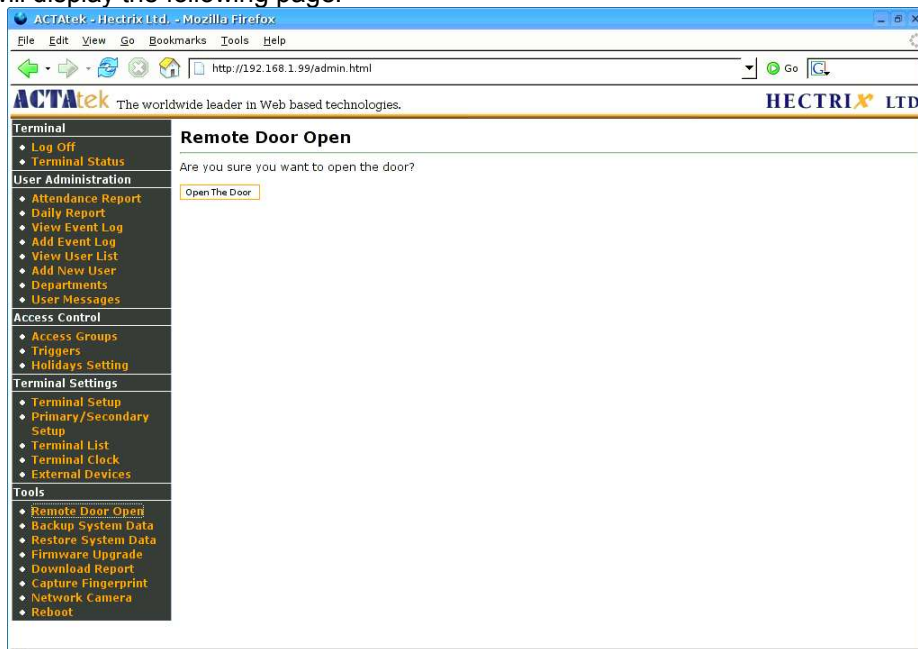 will display the following page.
ACTAtek - Hectrix Ltd. - Mozilla Firefox
File Edit View Go Bookmarks Tools Help
http://192.168.1.99/admin.html Go
ACTAtek The worldwide leader in Web based technologies. HECTRIX LTD
Terminal
Log Off
Terminal Status
User Administration
Attendance Report
Daily Report
View Event Log
Add Event Log
View User List
Add New User
Departments
User Messages
Access Control
Access Groups
Triggers
Holidays Setting
Terminal Settings
Terminal Setup
Primary/Secondary
Setup
Terminal List
Terminal Clock
External Devices
Tools
Remote Door Open
Backup System Data
Restore System Data
Firmware Upgrade
Download Report
Capture Fingerprint
Network Camera
Reboot
Remote Door Open
Are you sure you want to open the door?
Open The Door